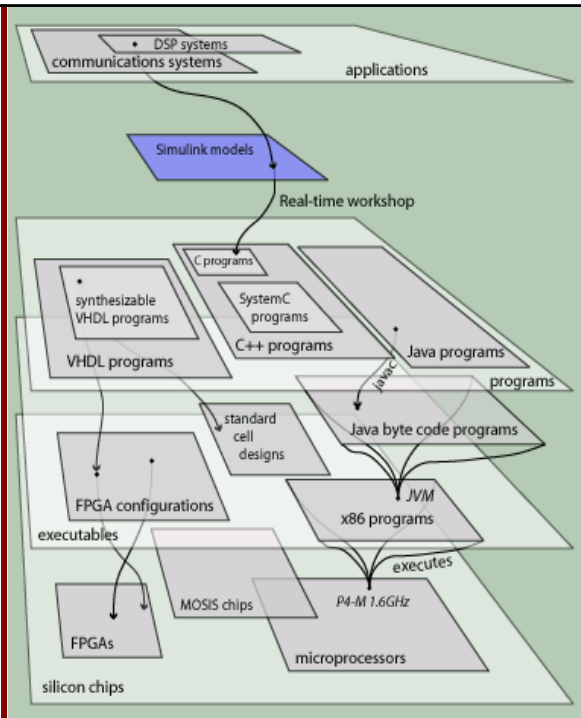 DSP systems
communications systems
applications
Simulink models
Real-time workshop
C programs
synthesizable
VHDL programs
SystemC
programs
C++ programs
VHDL programs
Java programs
programs
javac
standard
cell
designs
Java byte code programs
FPGA configurations
JVM
x86 programs
executables
executes
MOSIS chips
P4-M 1.6GHz
FPGAs
microprocessors
silicon chips